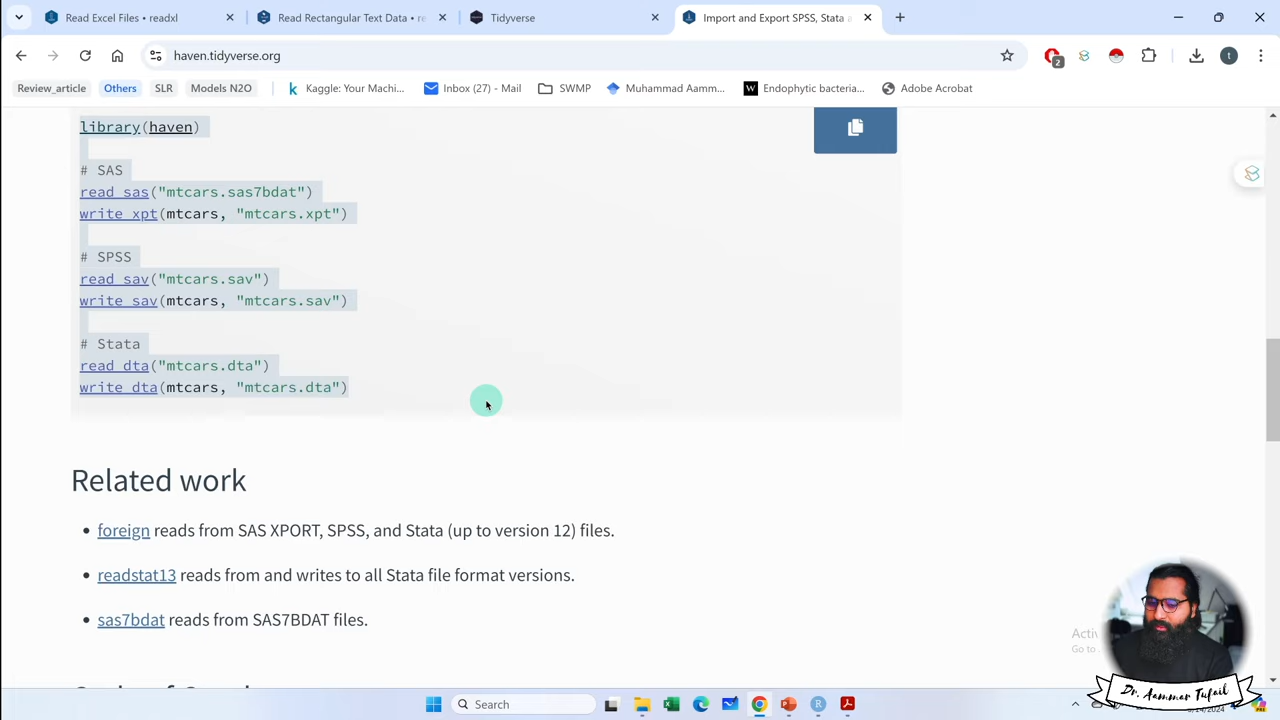 Read Excel Files • readxl
Read Rectangular Text Data • re
Tidyverse
Import and Export SPSS, Stata a
haven.tidyverse.org
2
t
Review_article
Others
SLR
Models N2O
Kaggle: Your Machi...
Inbox (27) - Mail
SWMP
Muhammad Aamm...
Endophytic bacteria...
Adobe Acrobat
library(haven)
# SAS
read_sas("mtcars.sas7bdat")
write_xpt(mtcars, "mtcars.xpt")
# SPSS
read_sav("mtcars.sav")
write_sav(mtcars, "mtcars.sav")
# Stata
read_dta("mtcars.dta")
write_dta(mtcars, "mtcars.dta")
Related work
• foreign reads from SAS XPORT, SPSS, and Stata (up to version 12) files.
• readstat13 reads from and writes to all Stata file format versions.
• sas7bdat reads from SAS7BDAT files.
Activ
Go to
Dr. Aammar Tufail
Search